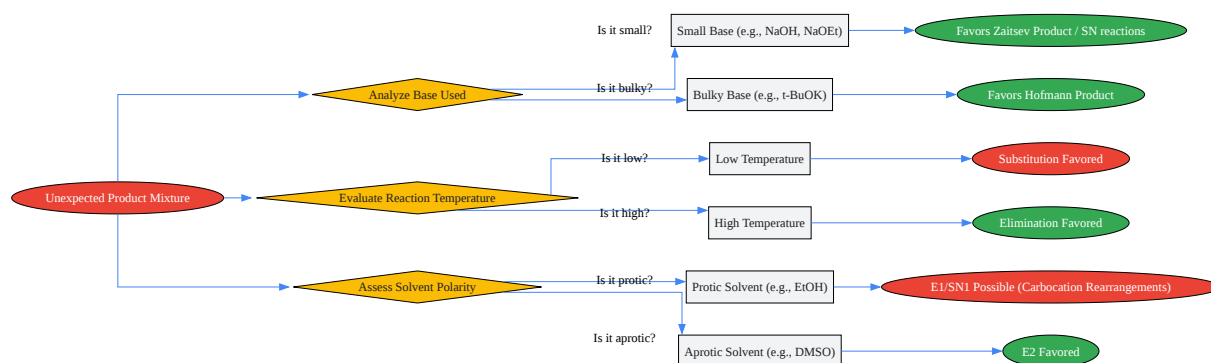 Is it small?
Small Base (e.g., NaOH, NaOEt)
Favors Zaitsev Product / SN reactions
Analyze Base Used
Is it bulky?
Bulky Base (e.g., t-BuOK)
Favors Hofmann Product
Is it low?
Low Temperature
Substitution Favored
Unexpected Product Mixture
Evaluate Reaction Temperature
Is it high?
High Temperature
Elimination Favored
Assess Solvent Polarity
Is it protic?
Protic Solvent (e.g., EtOH)
E1/SN1 Possible (Carbocation Rearrangements)
Is it aprotic?
Aprotic Solvent (e.g., DMSO)
E2 Favored